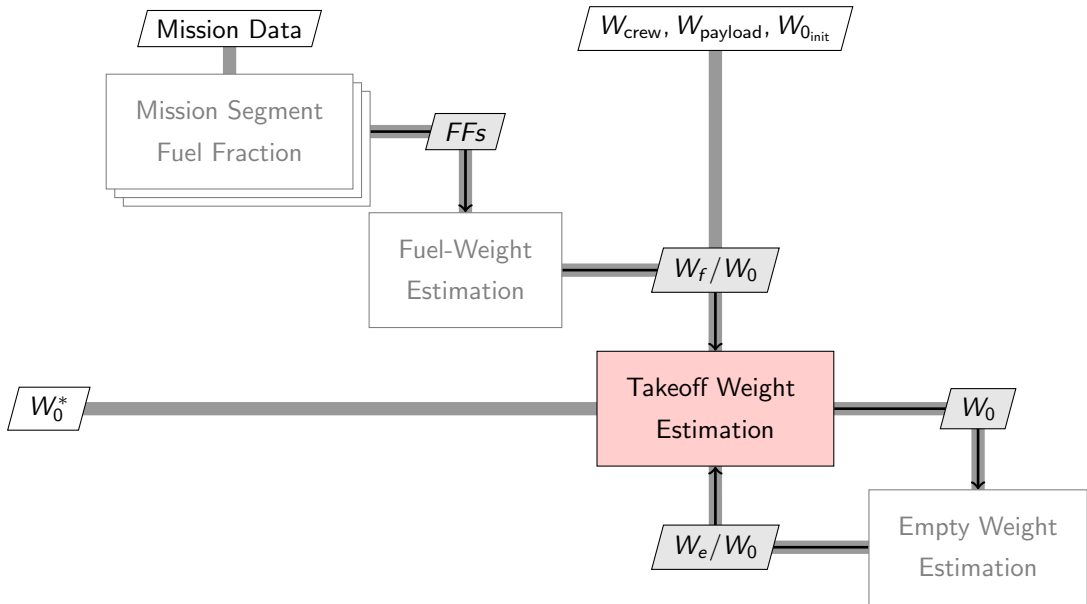 Mission Data
W_crew, W_payload, W_0_init
Mission Segment
Fuel Fraction
FFs
Fuel-Weight
Estimation
W_f/W_0
Takeoff Weight
Estimation
W_0^*
W_0
W_e/W_0
Empty Weight
Estimation